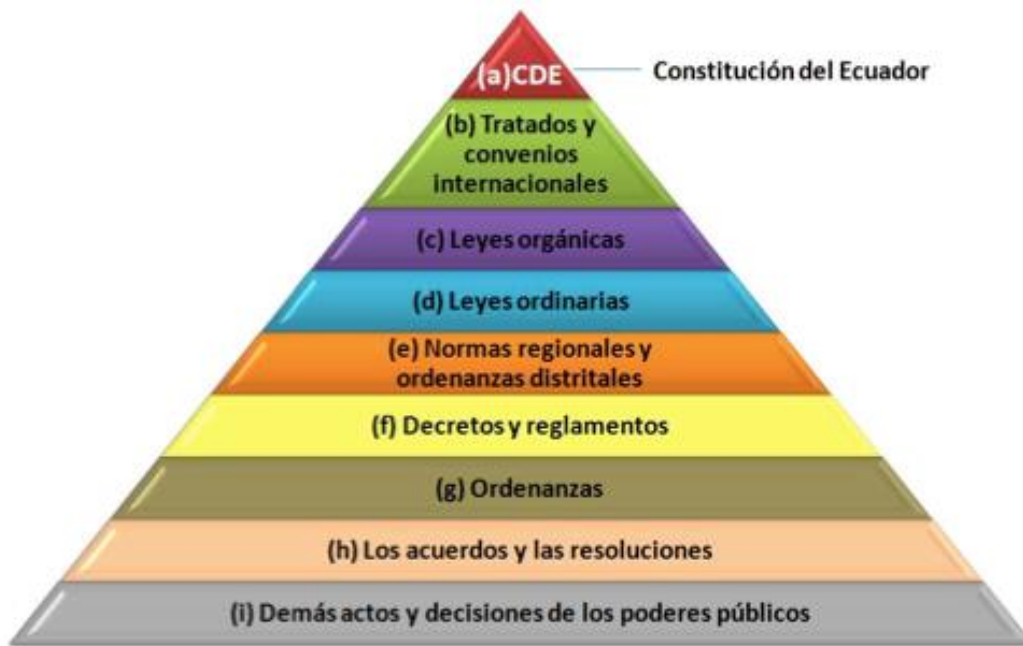 (a)CDE
Constitución del Ecuador
(b) Tratados y
convenios
internacionales
(c) Leyes orgánicas
(d) Leyes ordinarias
(e) Normas regionales y
ordenanzas distritales
(f) Decretos y reglamentos
(g) Ordenanzas
(h) Los acuerdos y las resoluciones
(i) Demás actos y decisiones de los poderes públicos